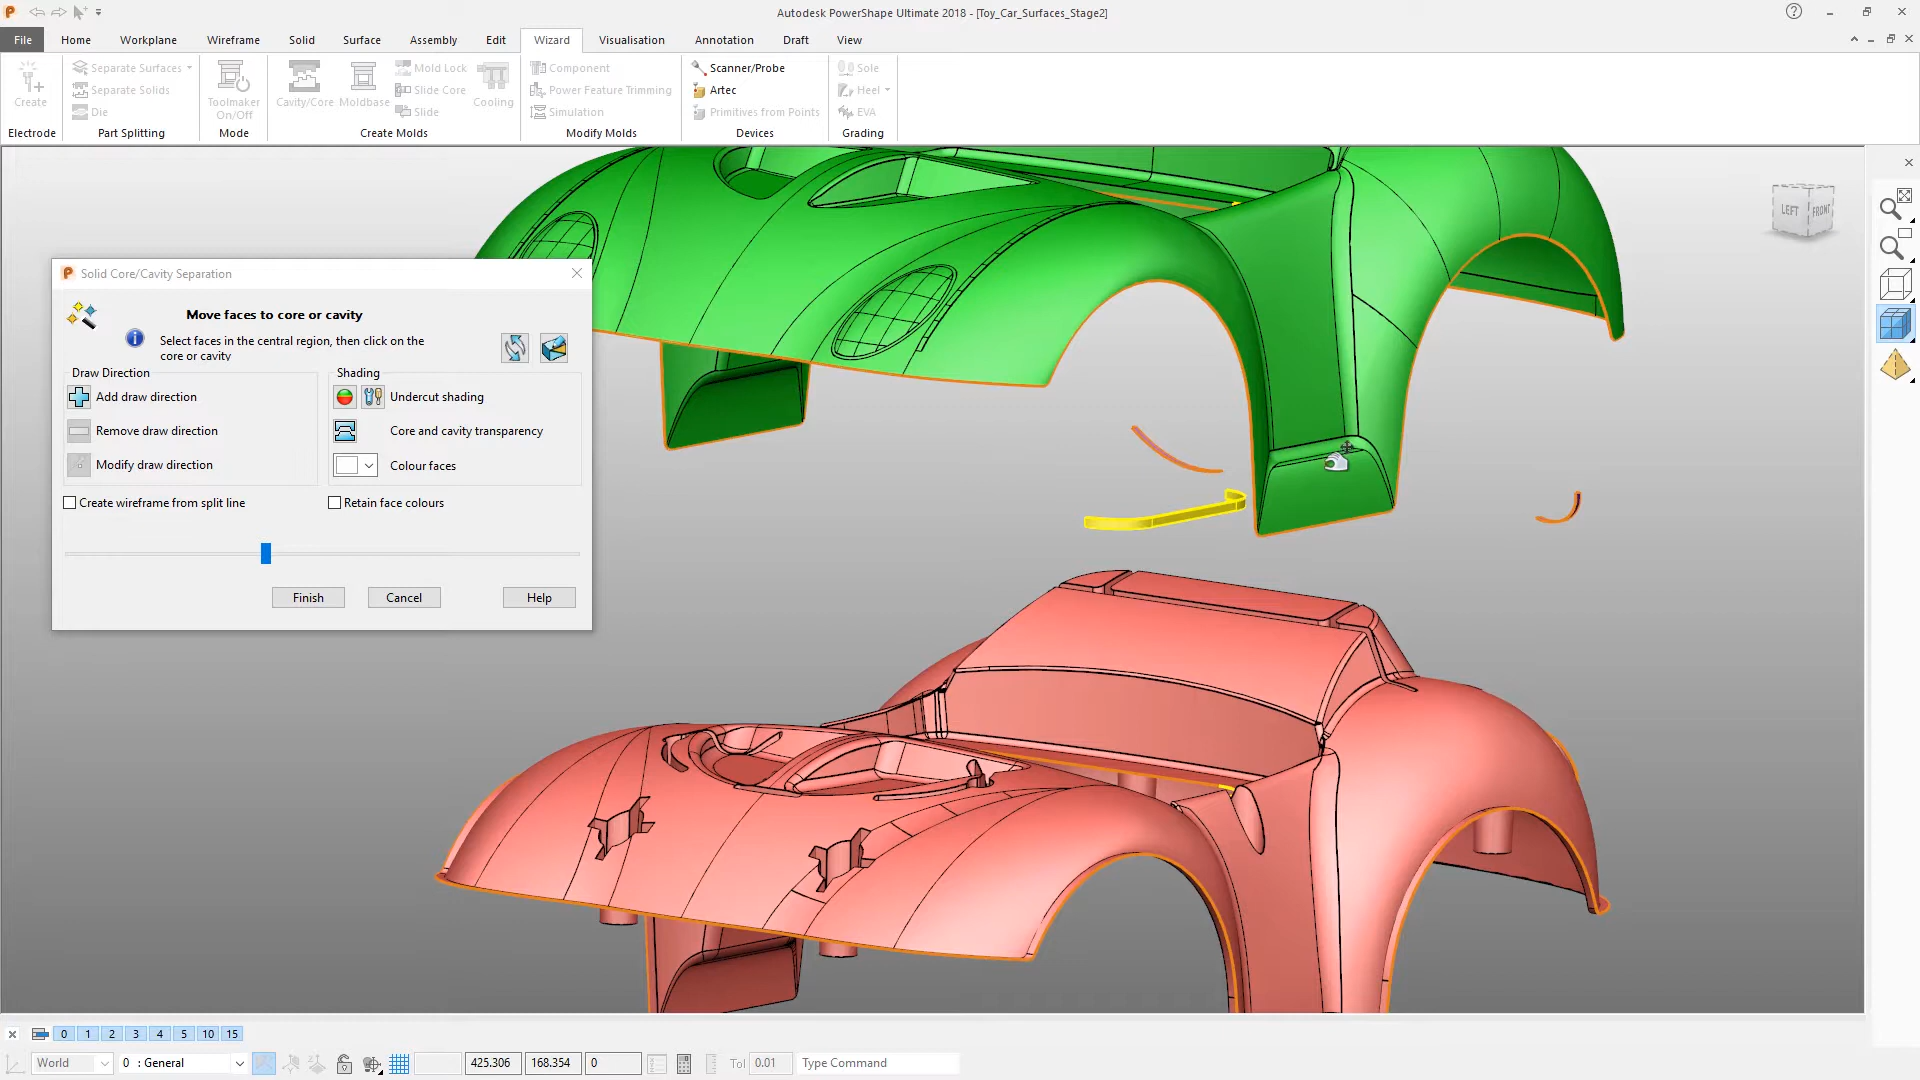 Autodesk PowerShape Ultimate 2018 - [Toy_Car_Surfaces_Stage2]
File Home Workplane Wireframe Solid Surface Assembly Edit Wizard Visualisation Annotation Draft View
Create
Electrode
Separate Surfaces
Separate Solids
Die
Part Splitting
Toolmaker
On/Off
Mode
Cavity/Core
Moldbase
Mold Lock
Slide Core
Slide
Cooling
Create Molds
Component
Power Feature Trimming
Simulation
Modify Molds
Scanner/Probe
Artec
Primitives from Points
Devices
Sole
Heel
EVA
Grading
LEFT FRONT
Solid Core/Cavity Separation
Move faces to core or cavity
Select faces in the central region, then click on the
core or cavity
Draw Direction
Add draw direction
Remove draw direction
Modify draw direction
Shading
Undercut shading
Core and cavity transparency
Colour faces
Create wireframe from split line
Retain face colours
Finish Cancel Help
0 1 2 3 4 5 10 15
World 0 : General 425.306 168.354 0 Tol 0.01 Type Command